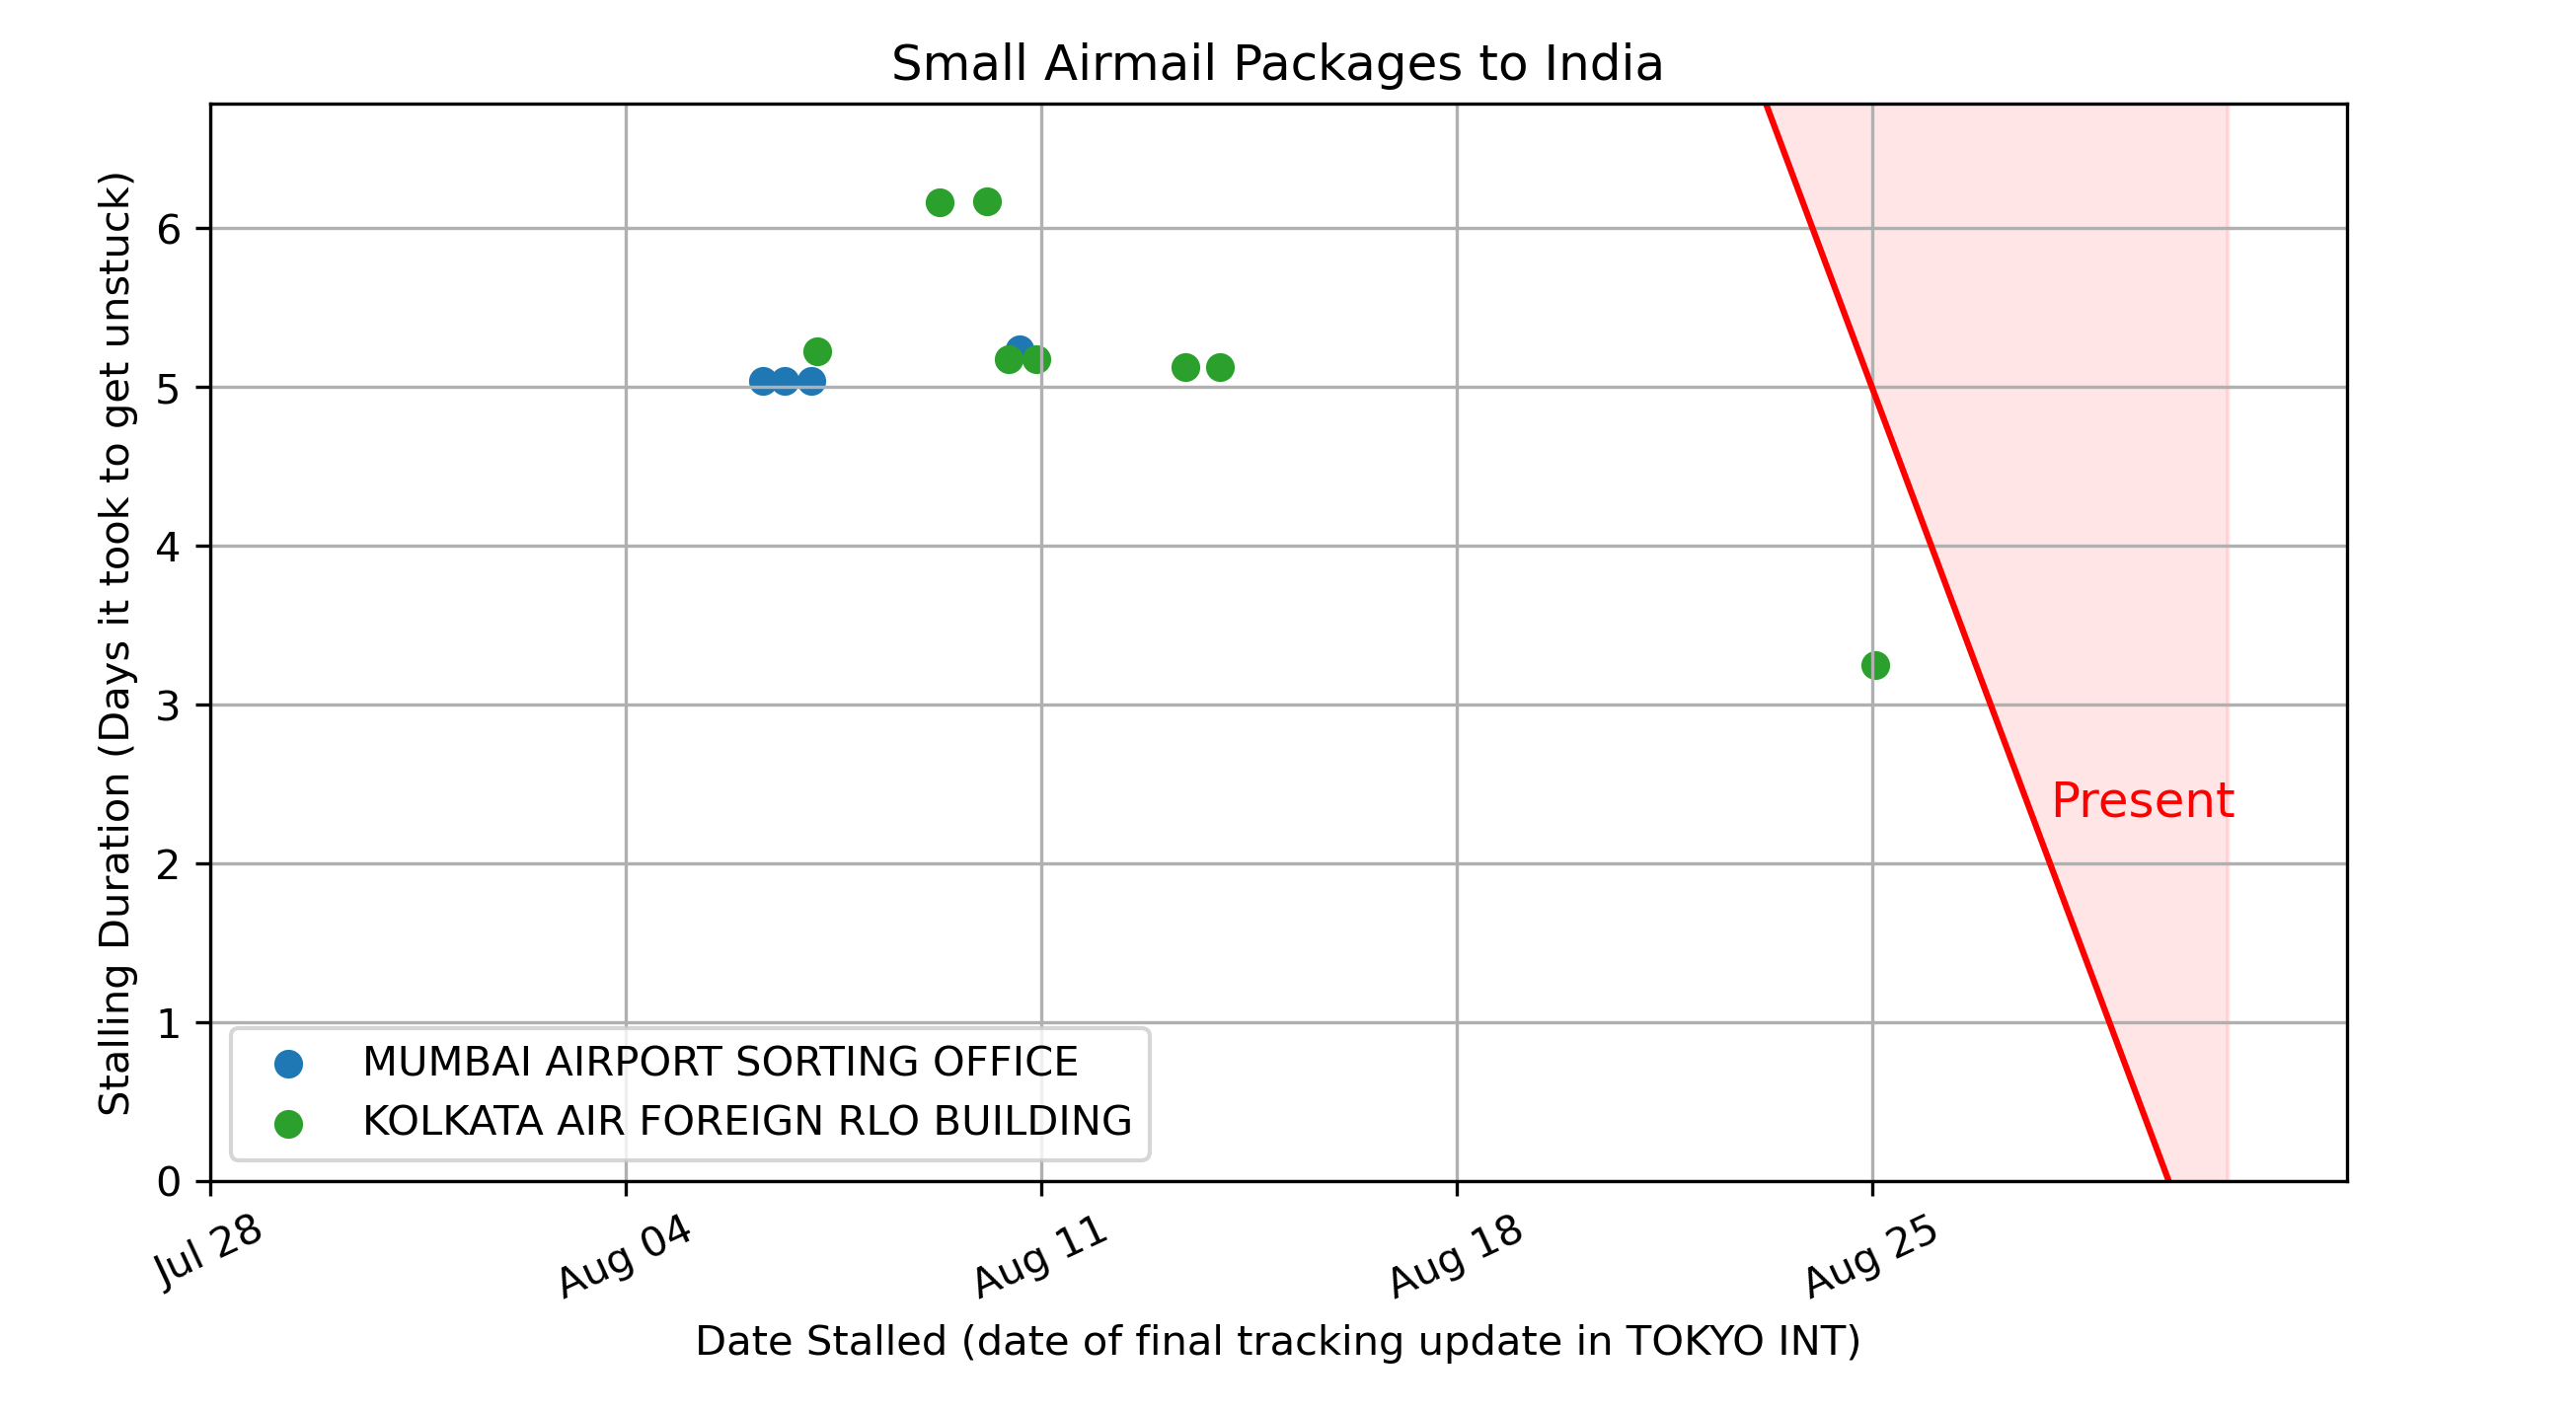 Small Airmail Packages to India
Stalling Duration (Days it took to get unstuck)
6
5
4
3
2
1
0
Present
MUMBAI AIRPORT SORTING OFFICE
KOLKATA AIR FOREIGN RLO BUILDING
Jul 28
Aug 04
Aug 11
Aug 18
Aug 25
Date Stalled (date of final tracking update in TOKYO INT)